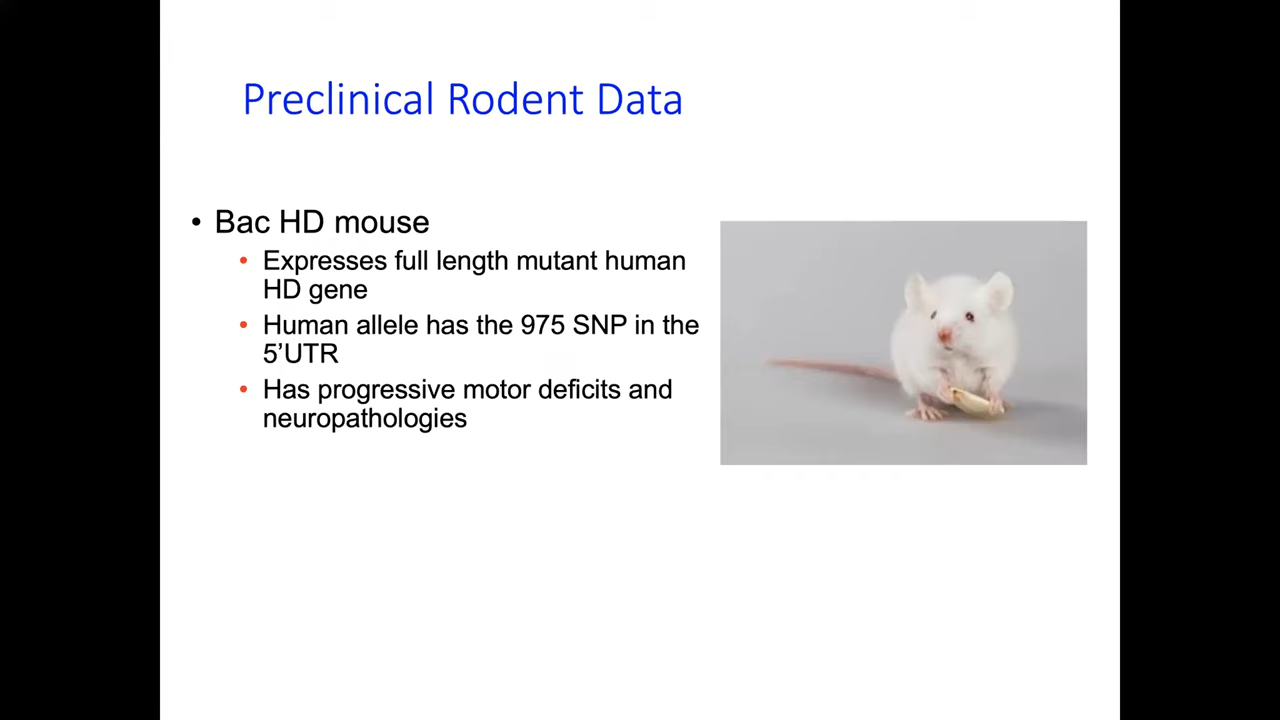 Preclinical Rodent Data
• Bac HD mouse
• Expresses full length mutant human
HD gene
• Human allele has the 975 SNP in the
5’UTR
• Has progressive motor deficits and
neuropathologies